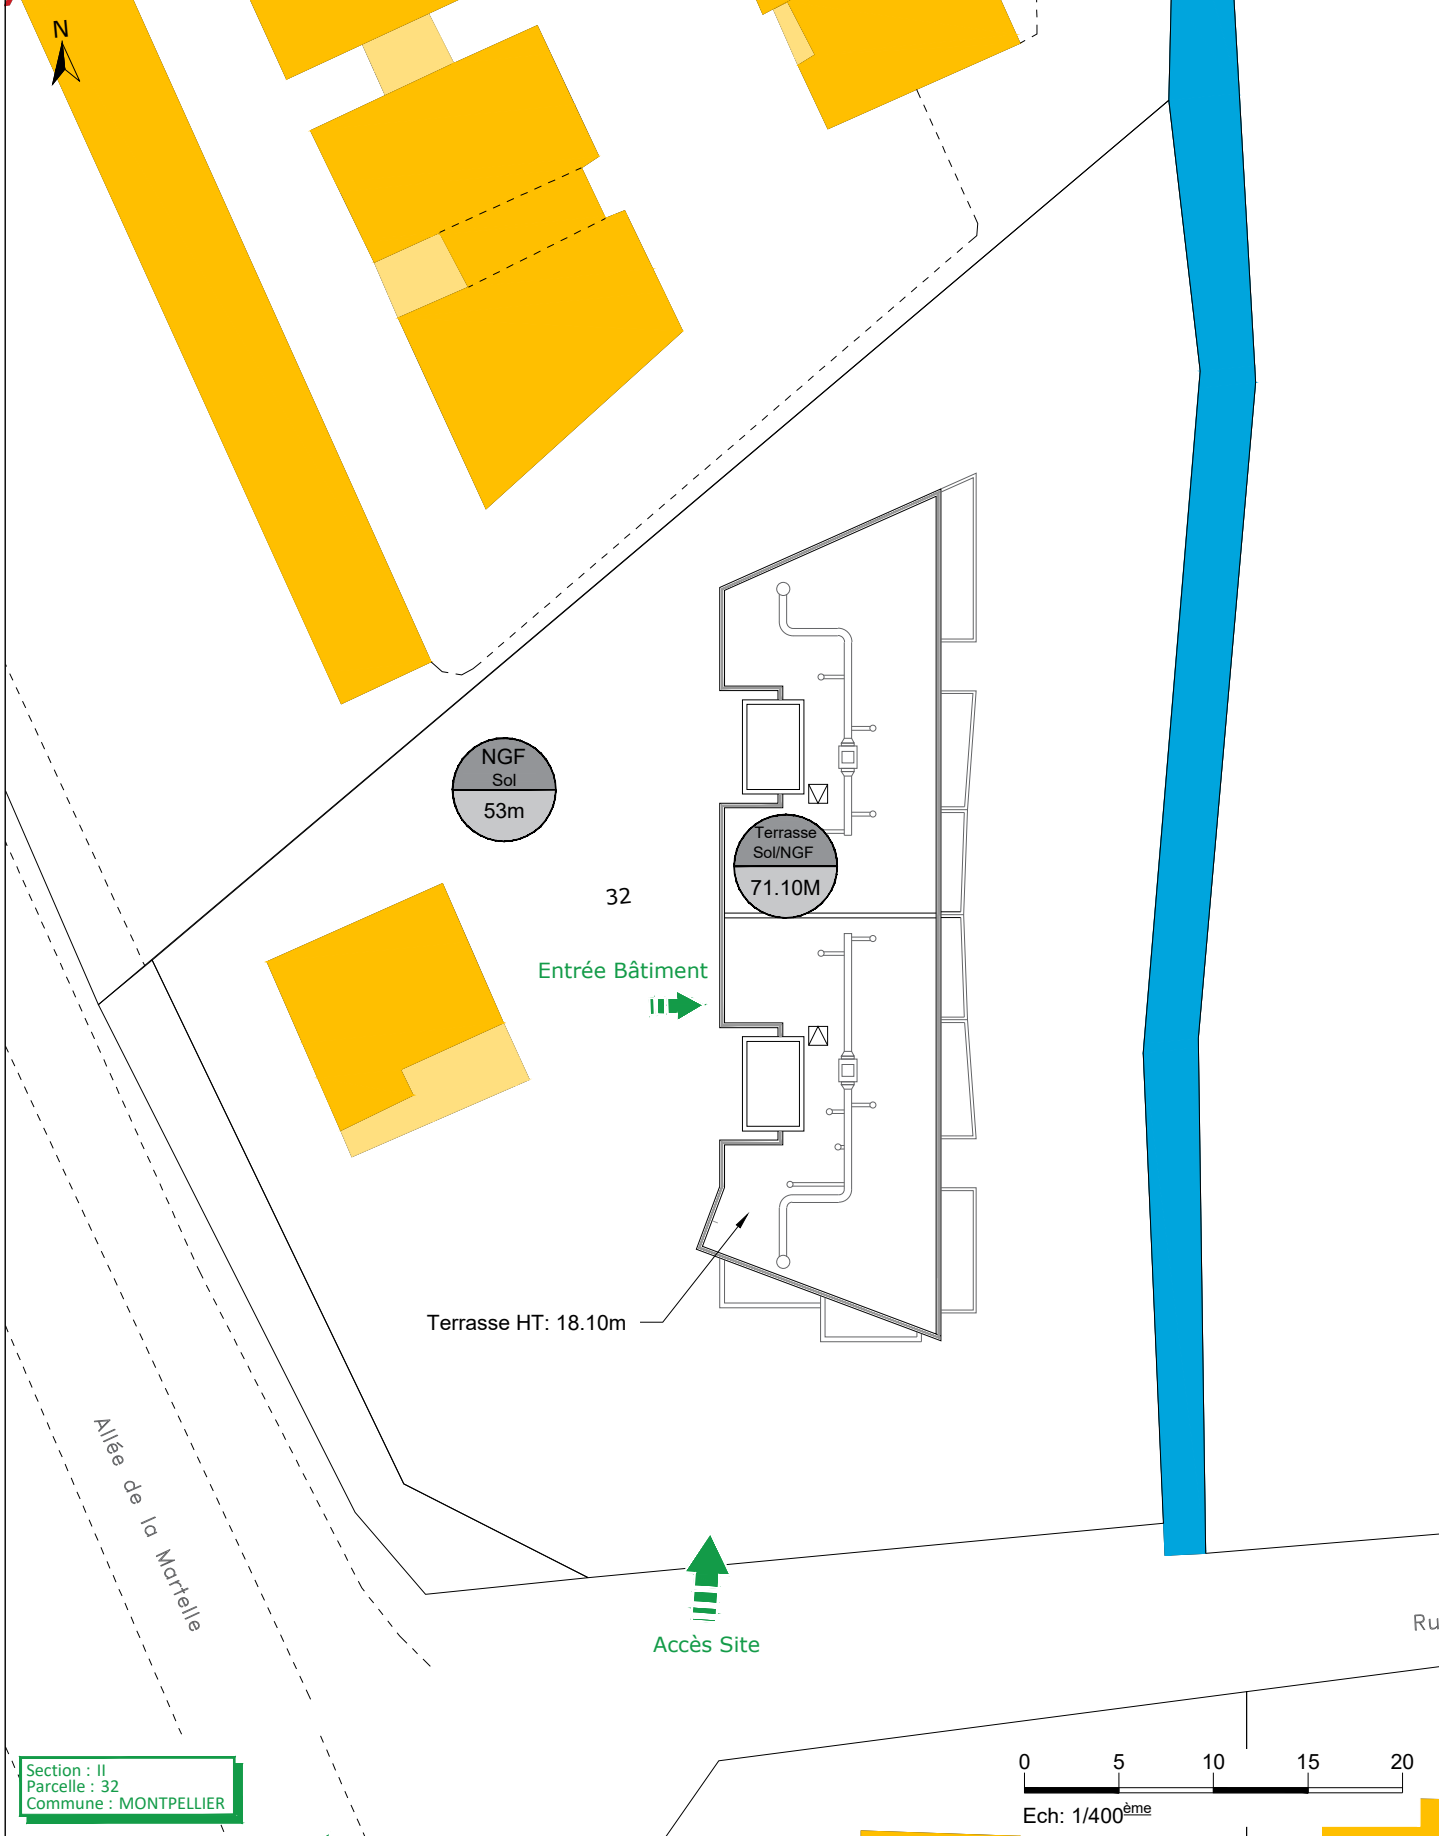 N
NGF
Sol
53m
Terrasse
Sol/NGF
71.10M
32
Entrée Bâtiment
Terrasse HT: 18.10m
Allée de la Martelle
Accès Site
Ru
Section : II
Parcelle : 32
Commune : MONTPELLIER
0 5 10 15 20
Ech: 1/400ème